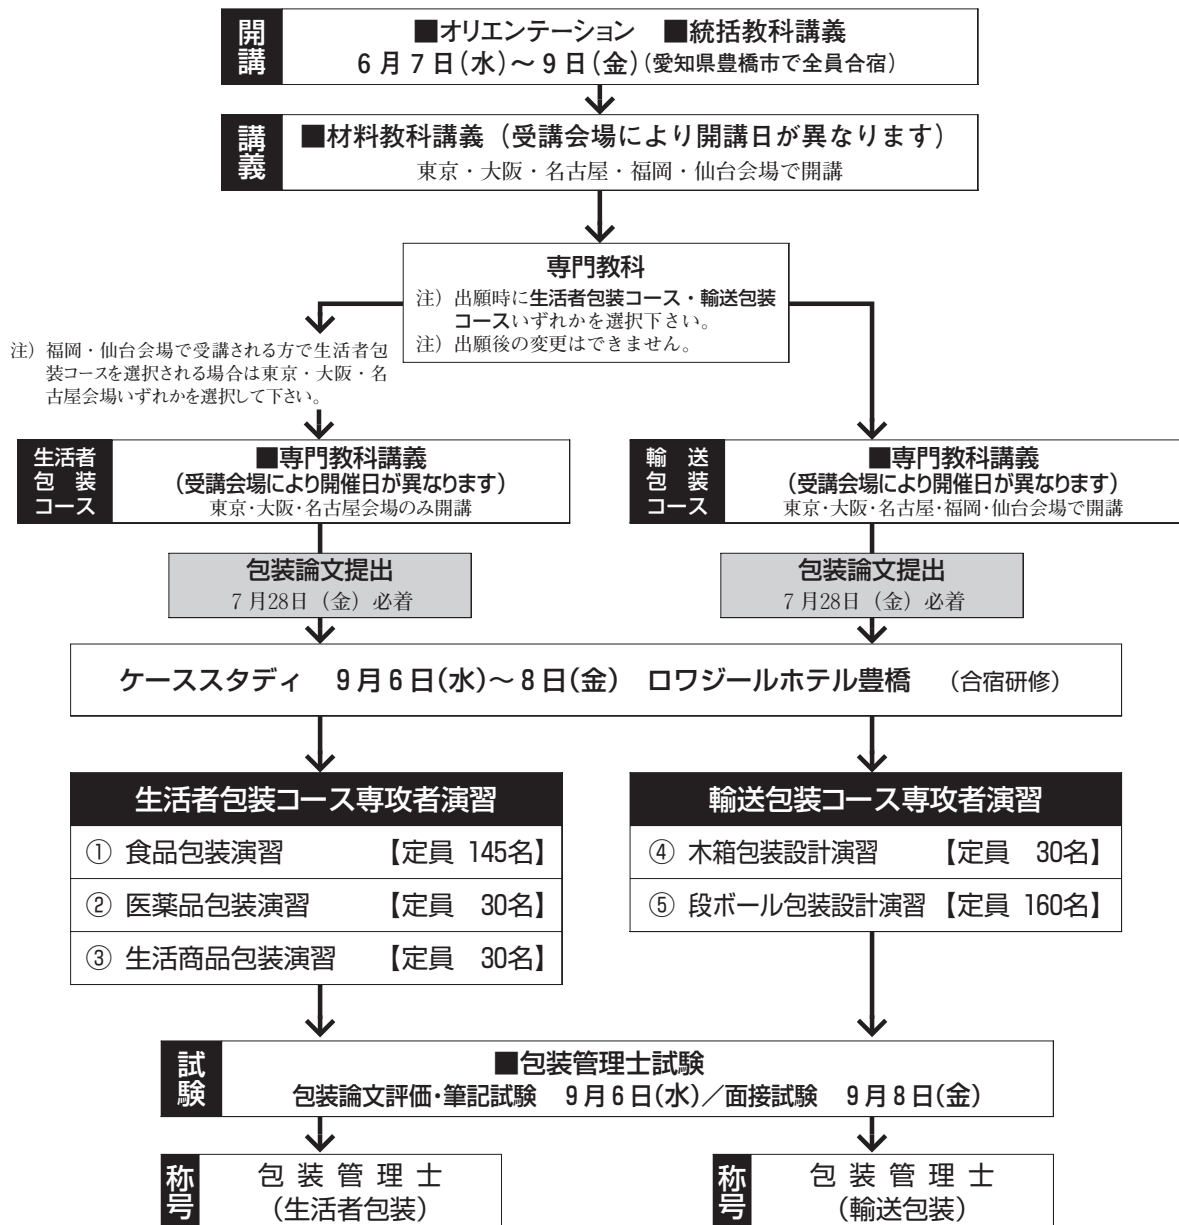 開講
■オリエンテーション ■統括教科講義
6月7日(水)〜9日(金)(愛知県豊橋市で全員合宿)
講義
■材料教科講義（受講会場により開講日が異なります）
東京・大阪・名古屋・福岡・仙台会場で開講
専門教科
注）出願時に生活者包装コース・輸送包装
コースいずれかを選択下さい。
注）出願後の変更はできません。
注）福岡・仙台会場で受講される方で生活者包
装コースを選択される場合は東京・大阪・名
古屋会場いずれかを選択して下さい。
生活者
包装
コース
■専門教科講義
(受講会場により開催日が異なります)
東京・大阪・名古屋会場のみ開講
輸送
包装
コース
■専門教科講義
(受講会場により開催日が異なります)
東京・大阪・名古屋・福岡・仙台会場で開講
包装論文提出
7月28日（金）必着
包装論文提出
7月28日（金）必着
ケーススタディ 9月6日(水)〜8日(金) ロワジールホテル豊橋 （合宿研修）
生活者包装コース専攻者演習
① 食品包装演習 【定員 145名】
② 医薬品包装演習 【定員 30名】
③ 生活商品包装演習 【定員 30名】
輸送包装コース専攻者演習
④ 木箱包装設計演習 【定員 30名】
⑤ 段ボール包装設計演習 【定員 160名】
試験
■包装管理士試験
包装論文評価・筆記試験 9月6日(水)／面接試験 9月8日(金)
称号
包装管理士
(生活者包装)
称号
包装管理士
(輸送包装)